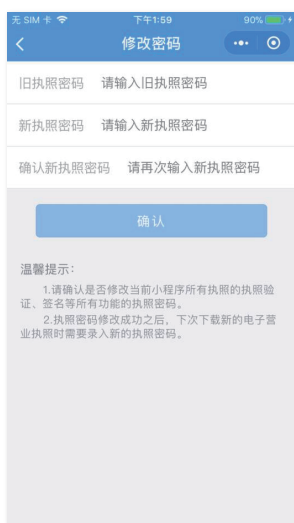 无 SIM 卡 下午1:59 90%
修改密码
旧执照密码 请输入旧执照密码
新执照密码 请输入新执照密码
确认新执照密码 请再次输入新执照密码
确认
温馨提示:
1.请确认是否修改当前小程序所有执照的执照验
证、签名等所有功能的执照密码。
2.执照密码修改成功之后，下次下载新的电子营
业执照时需要录入新的执照密码。